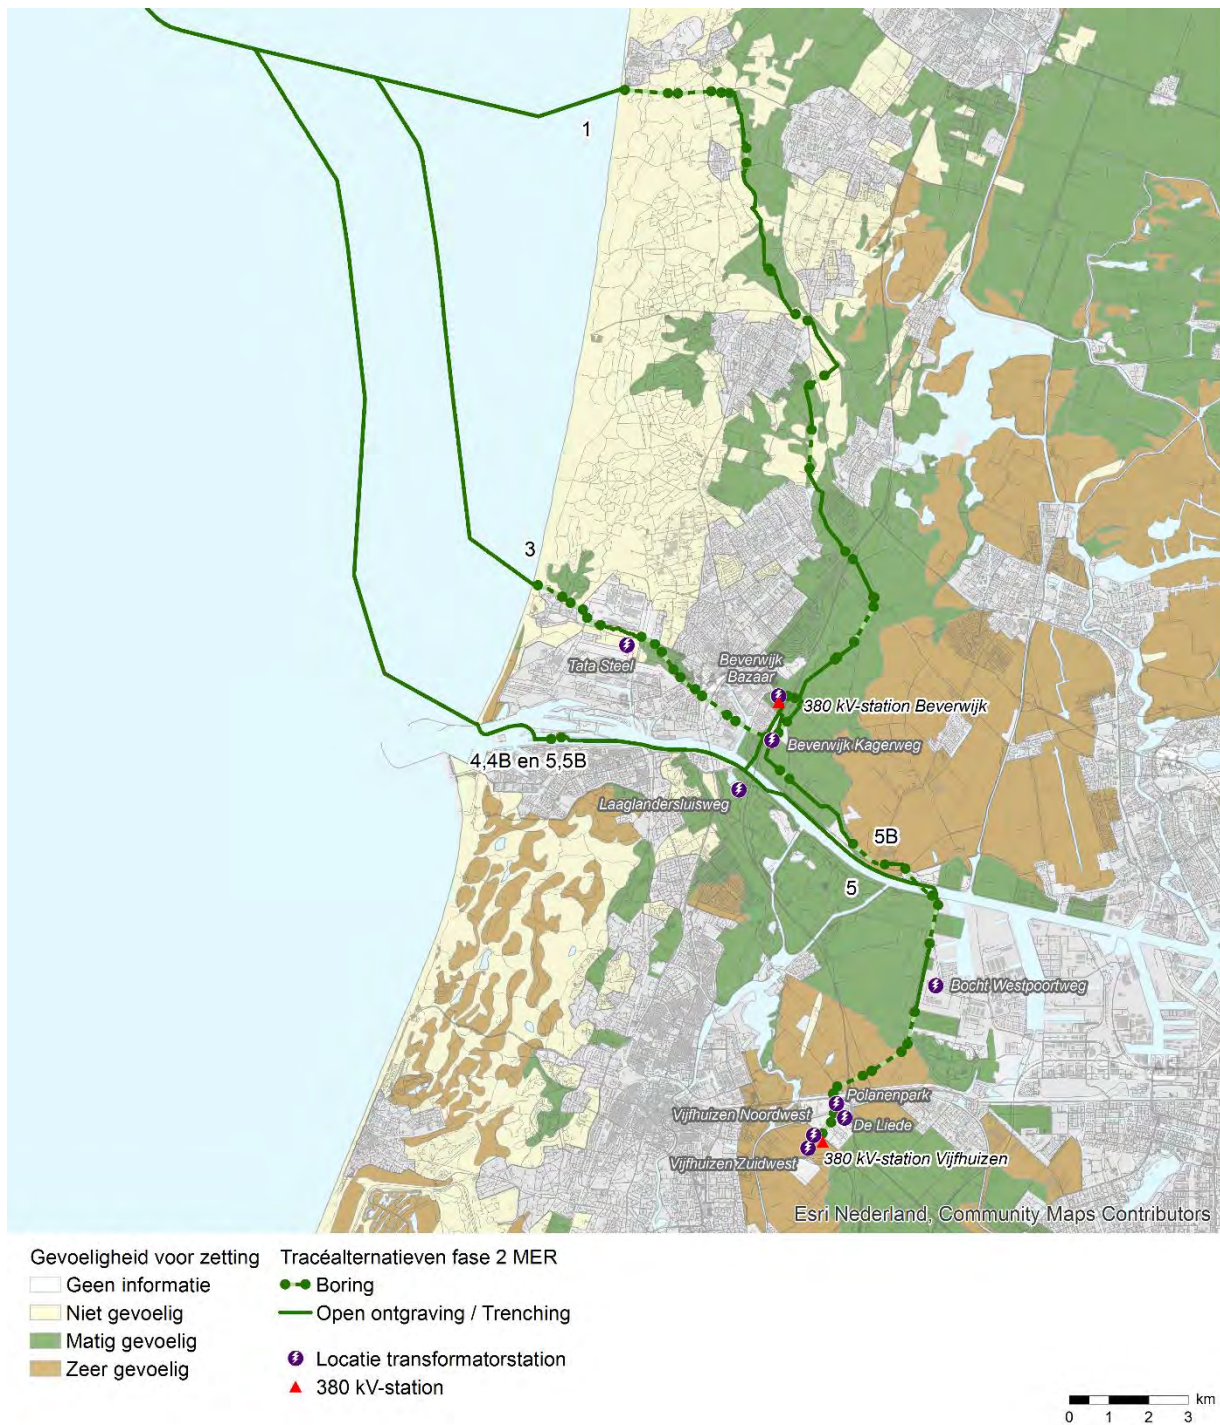 1
3
Tata Steel
Beverwijk
Bazaar
380 kV-station Beverwijk
Beverwijk Kagerweg
4,4B en 5,5B
Laaglandersluisweg
5B
5
Bocht Westpoortweg
Polanenpark
Vijfhuizen Noordwest
De Liede
Vijfhuizen Zuidwest
380 kV-station Vijfhuizen
Esri Nederland, Community Maps Contributors
Gevoeligheid voor zetting
Geen informatie
Niet gevoelig
Matig gevoelig
Zeer gevoelig
Tracéalternatieven fase 2 MER
Boring
Open ontgraving / Trenching
Locatie transformatorstation
380 kV-station
km
0 1 2 3